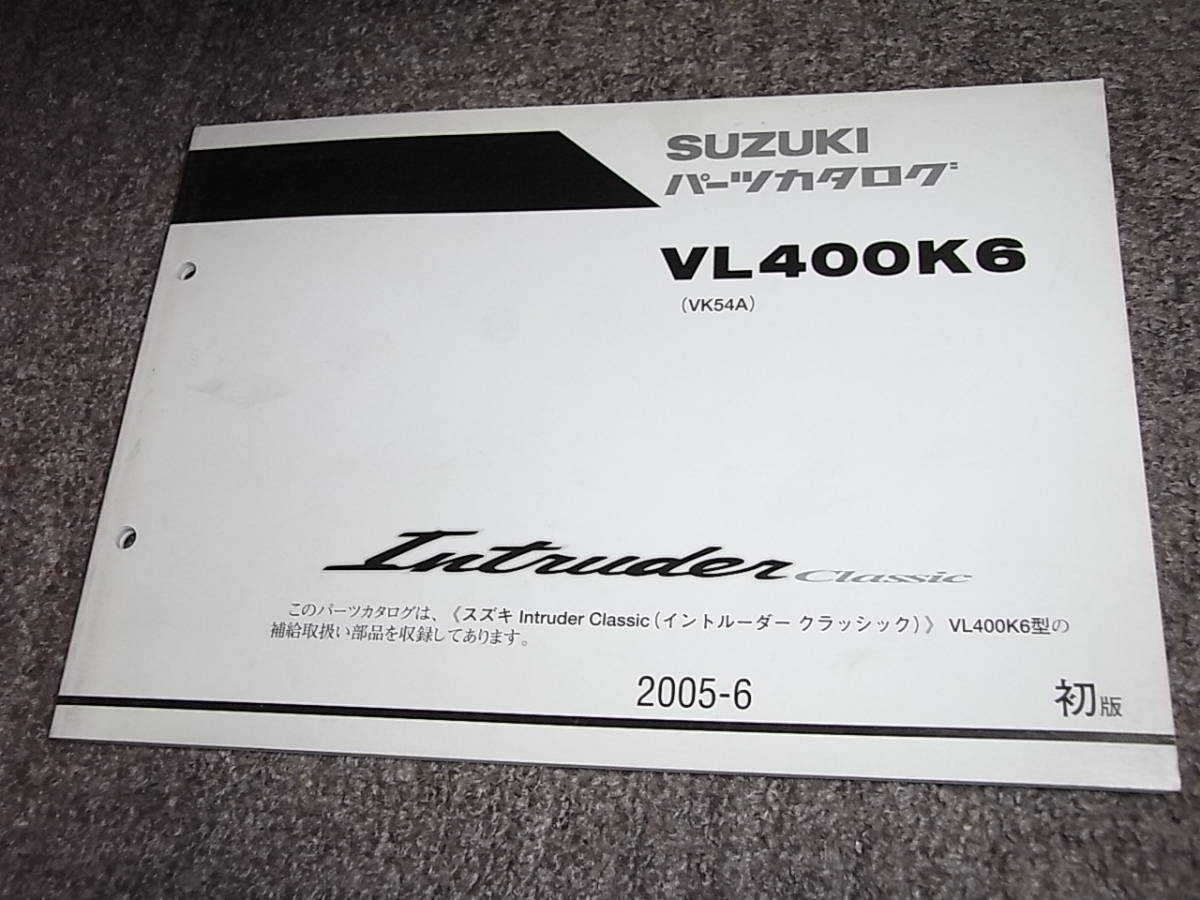 SUZUKI
パーツカタログ
VL400K6
(VK54A)
Intruder Classic
このパーツカタログは、《スズキ Intruder Classic(イントルーダー クラッシック)》 VL400K6型の
補給取扱い部品を収録してあります。
2005-6 初版